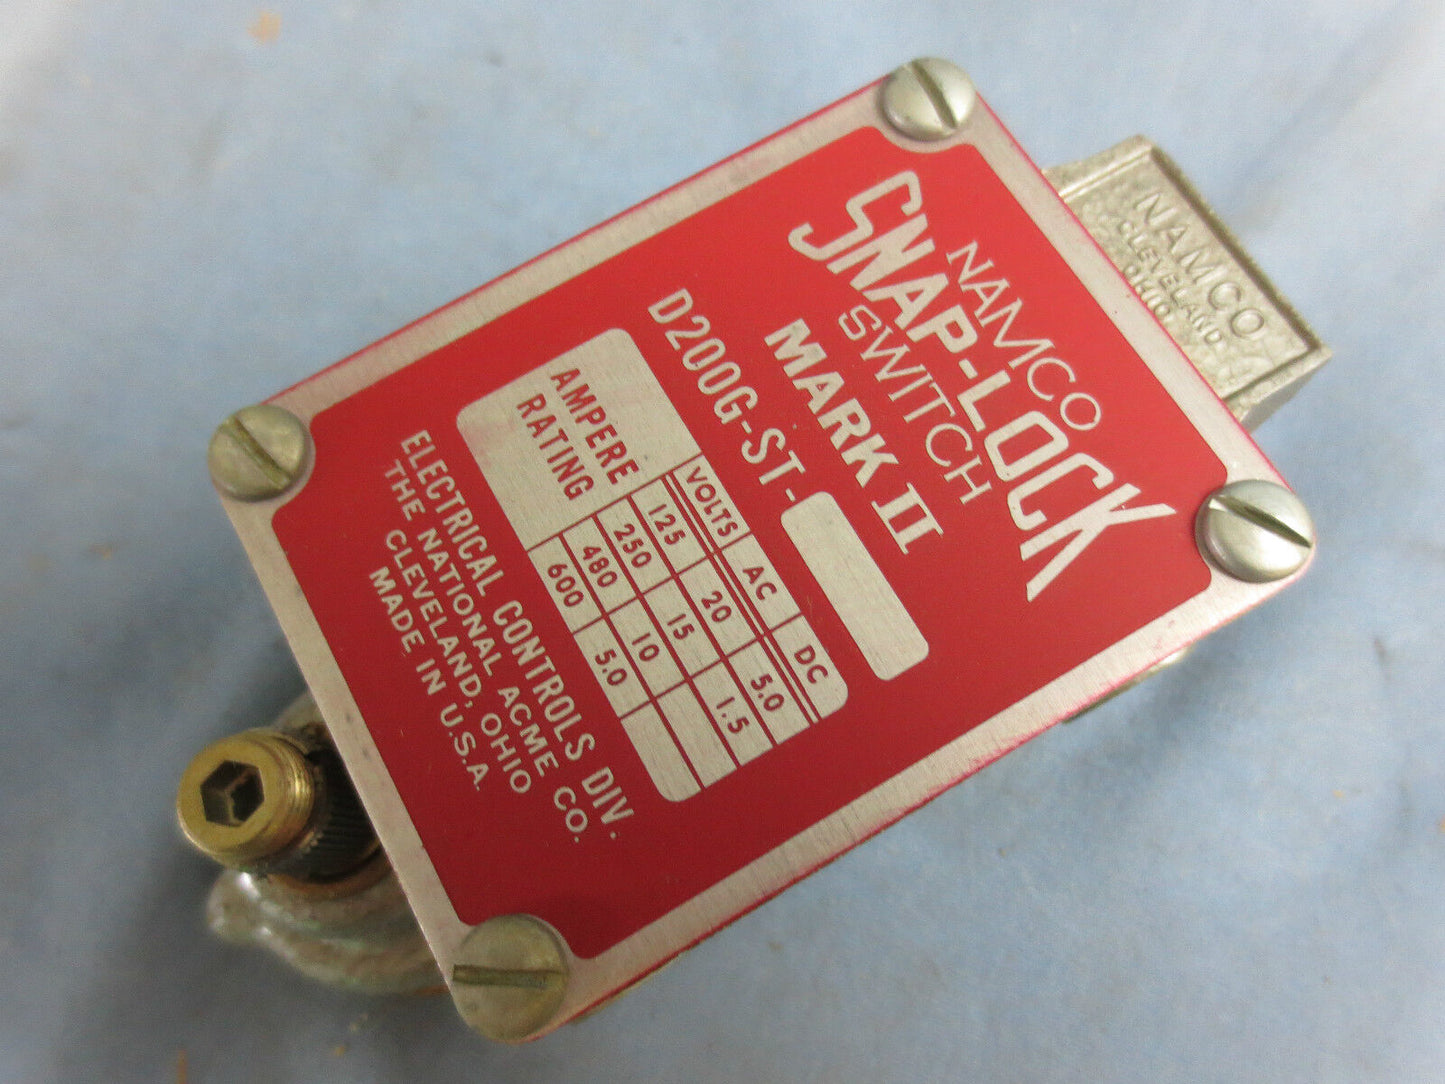 NAMCO
SNAP-LOCK
SWITCH
MARK II
D200G-ST-
AMPERE
RATING
VOLTS AC DC
125 20 5.0
250 15 1.5
480 10
600 5.0
ELECTRICAL CONTROLS DIV.
THE NATIONAL ACME CO.
CLEVELAND, OHIO
MADE IN U.S.A.
NAMCO
CLEVELAND
OHIO